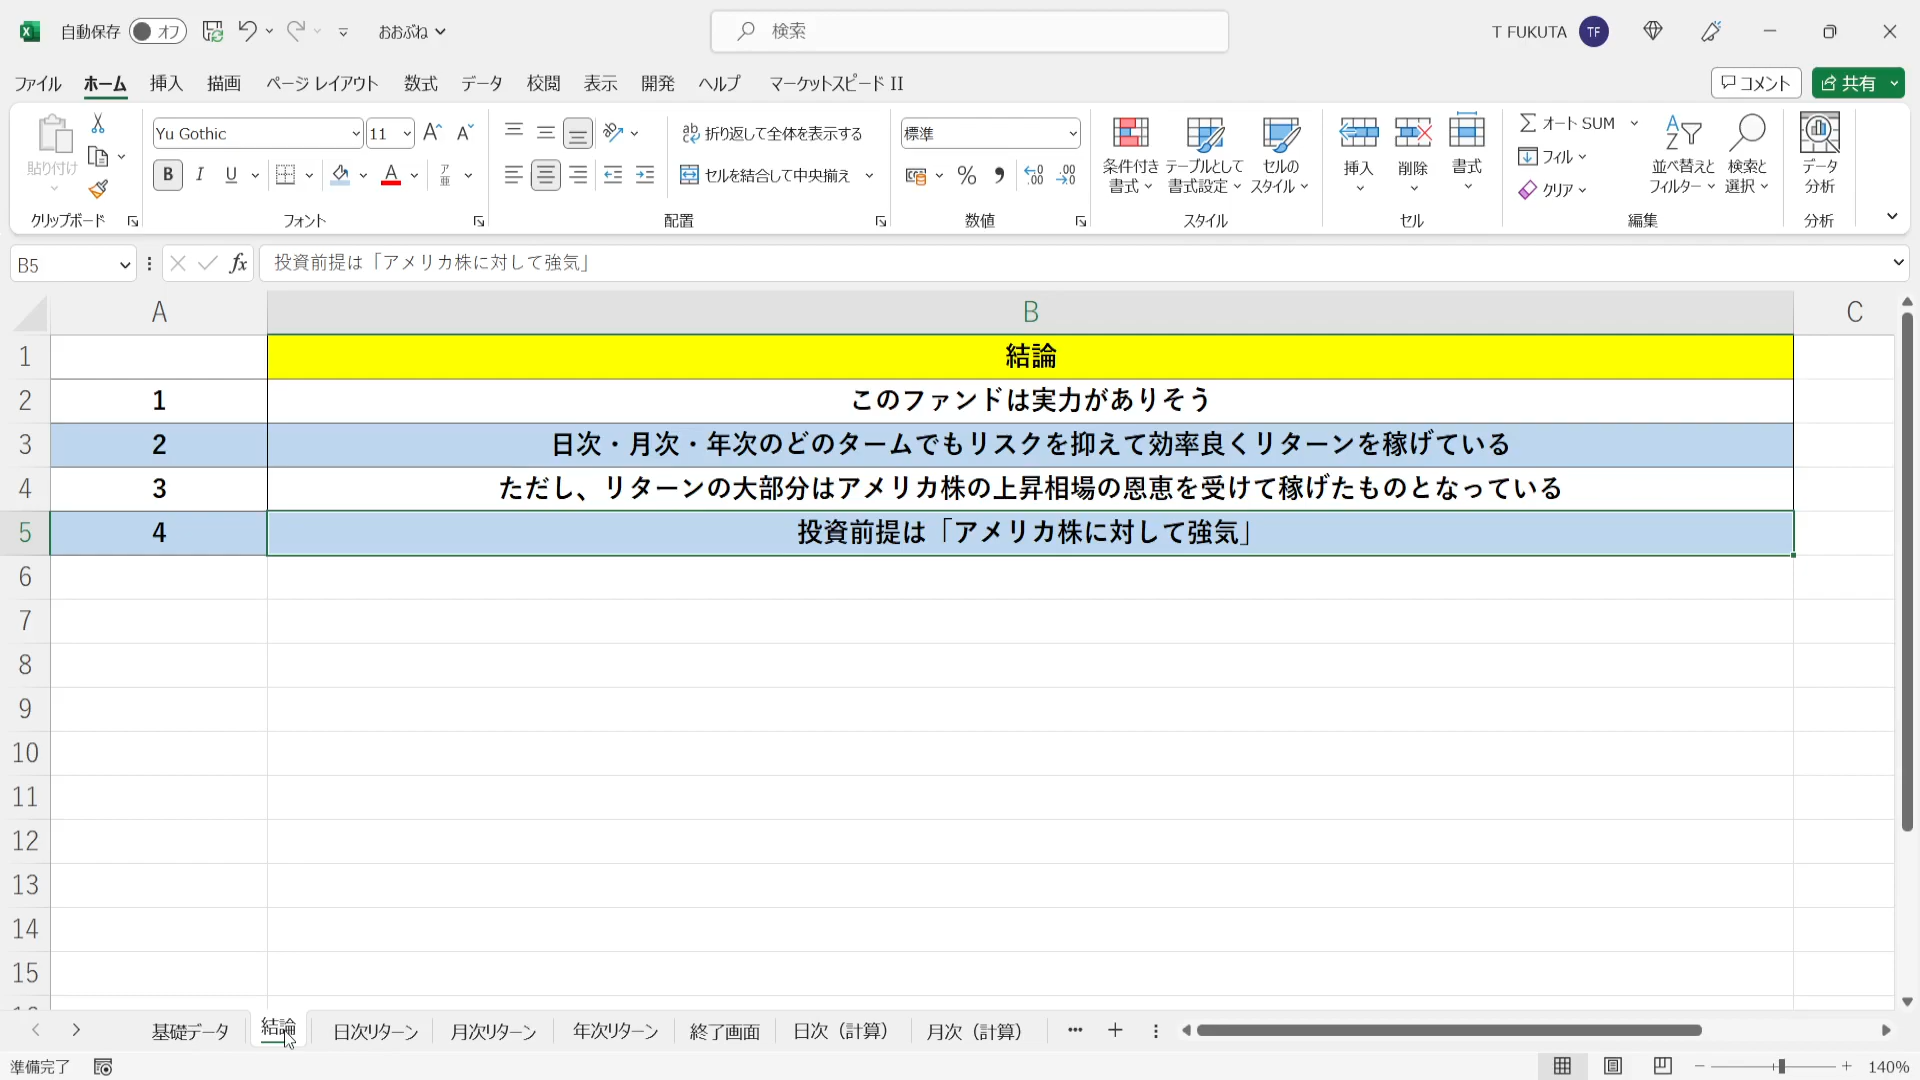 自動保存 オフ おおぶね 検索 T FUKUTA TF
ファイル ホーム 挿入 描画 ページ レイアウト 数式 データ 校閲 表示 開発 ヘルプ マーケットスピード II コメント 共有
貼り付け
クリップボード
Yu Gothic 11
B I U
フォント
折り返して全体を表示する
セルを結合して中央揃え
配置
標準
数値
条件付き書式
テーブルとして書式設定
セルのスタイル
スタイル
挿入 削除 書式
セル
オート SUM
フィル
クリア
並べ替えとフィルター
検索と選択
編集
データ分析
分析
B5 fx 投資前提は「アメリカ株に対して強気」
A B C
1 結論
2 1 このファンドは実力がありそう
3 2 日次・月次・年次のどのタームでもリスクを抑えて効率良くリターンを稼げている
4 3 ただし、リターンの大部分はアメリカ株の上昇相場の恩恵を受けて稼げたものとなっている
5 4 投資前提は「アメリカ株に対して強気」
6
7
8
9
10
11
12
13
14
15
基礎データ 結論 日次リターン 月次リターン 年次リターン 終了画面 日次（計算） 月次（計算）
準備完了 140%